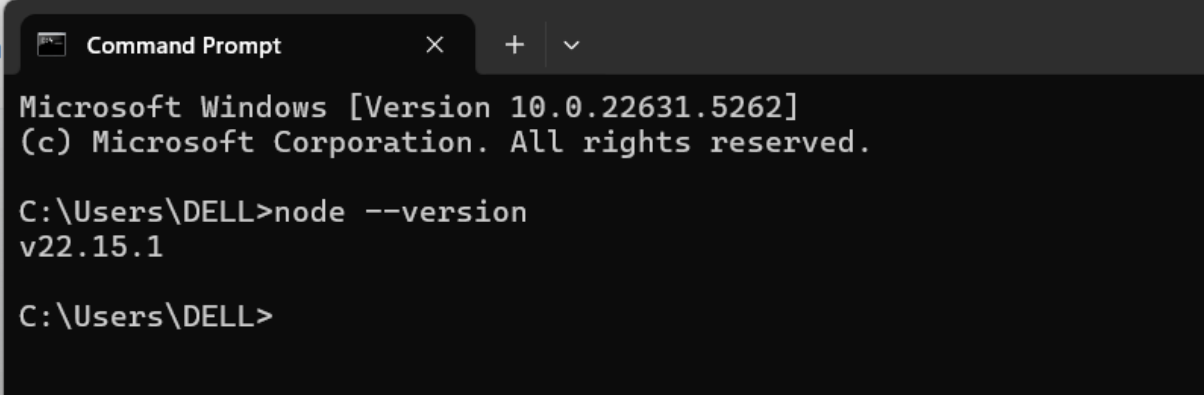 Command Prompt
Microsoft Windows [Version 10.0.22631.5262]
(c) Microsoft Corporation. All rights reserved.
C:\Users\DELL>node --version
v22.15.1
C:\Users\DELL>